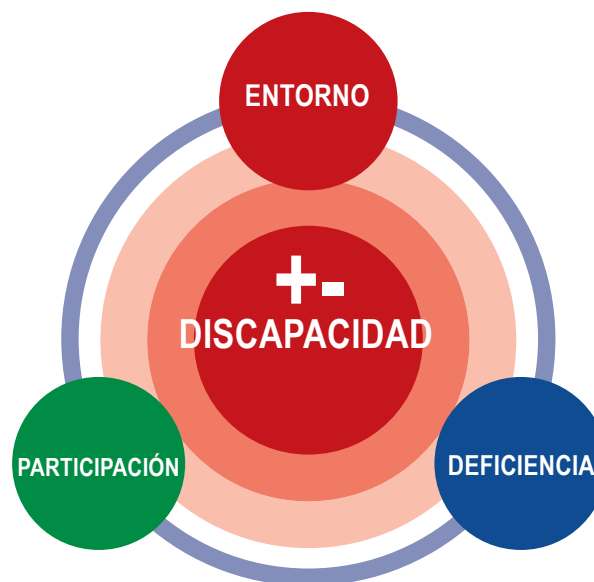 ENTORNO
+-
DISCAPACIDAD
PARTICIPACIÓN
DEFICIENCIA